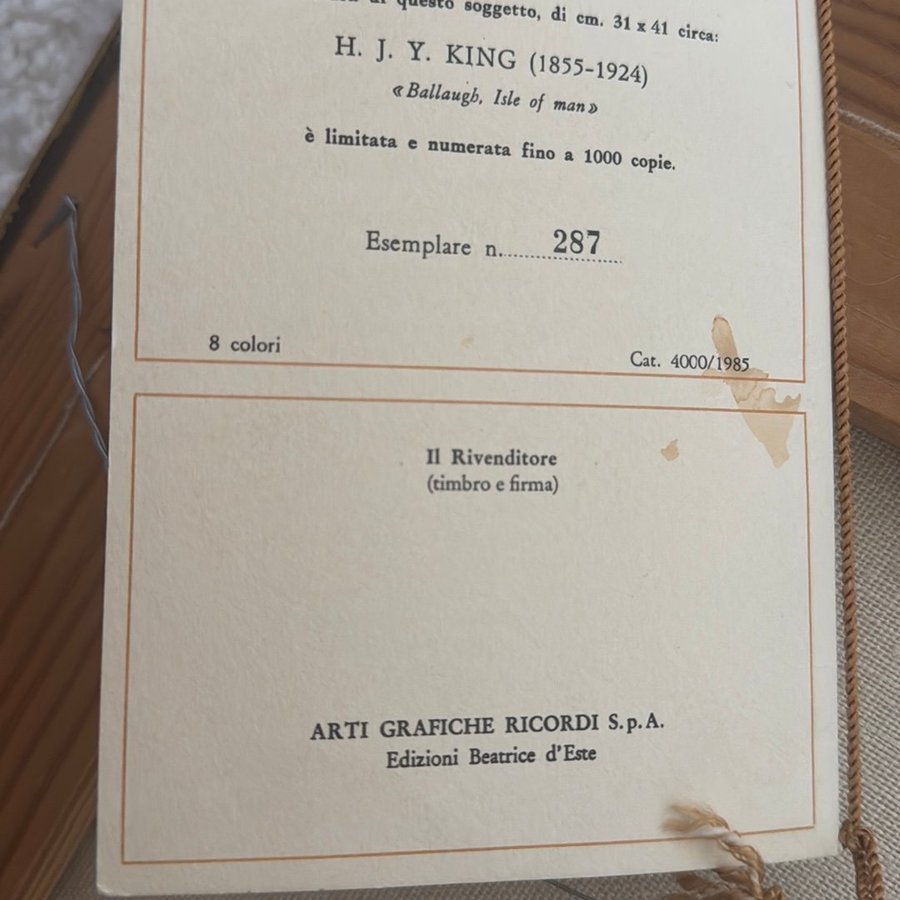 di questo soggetto, di cm. 31 x 41 circa:
H. J. Y. KING (1855-1924)
«Ballaugh, Isle of man»
è limitata e numerata fino a 1000 copie.
Esemplare n. 287
8 colori
Cat. 4000/1985
Il Rivenditore
(timbro e firma)
ARTI GRAFICHE RICORDI S.p.A.
Edizioni Beatrice d'Este